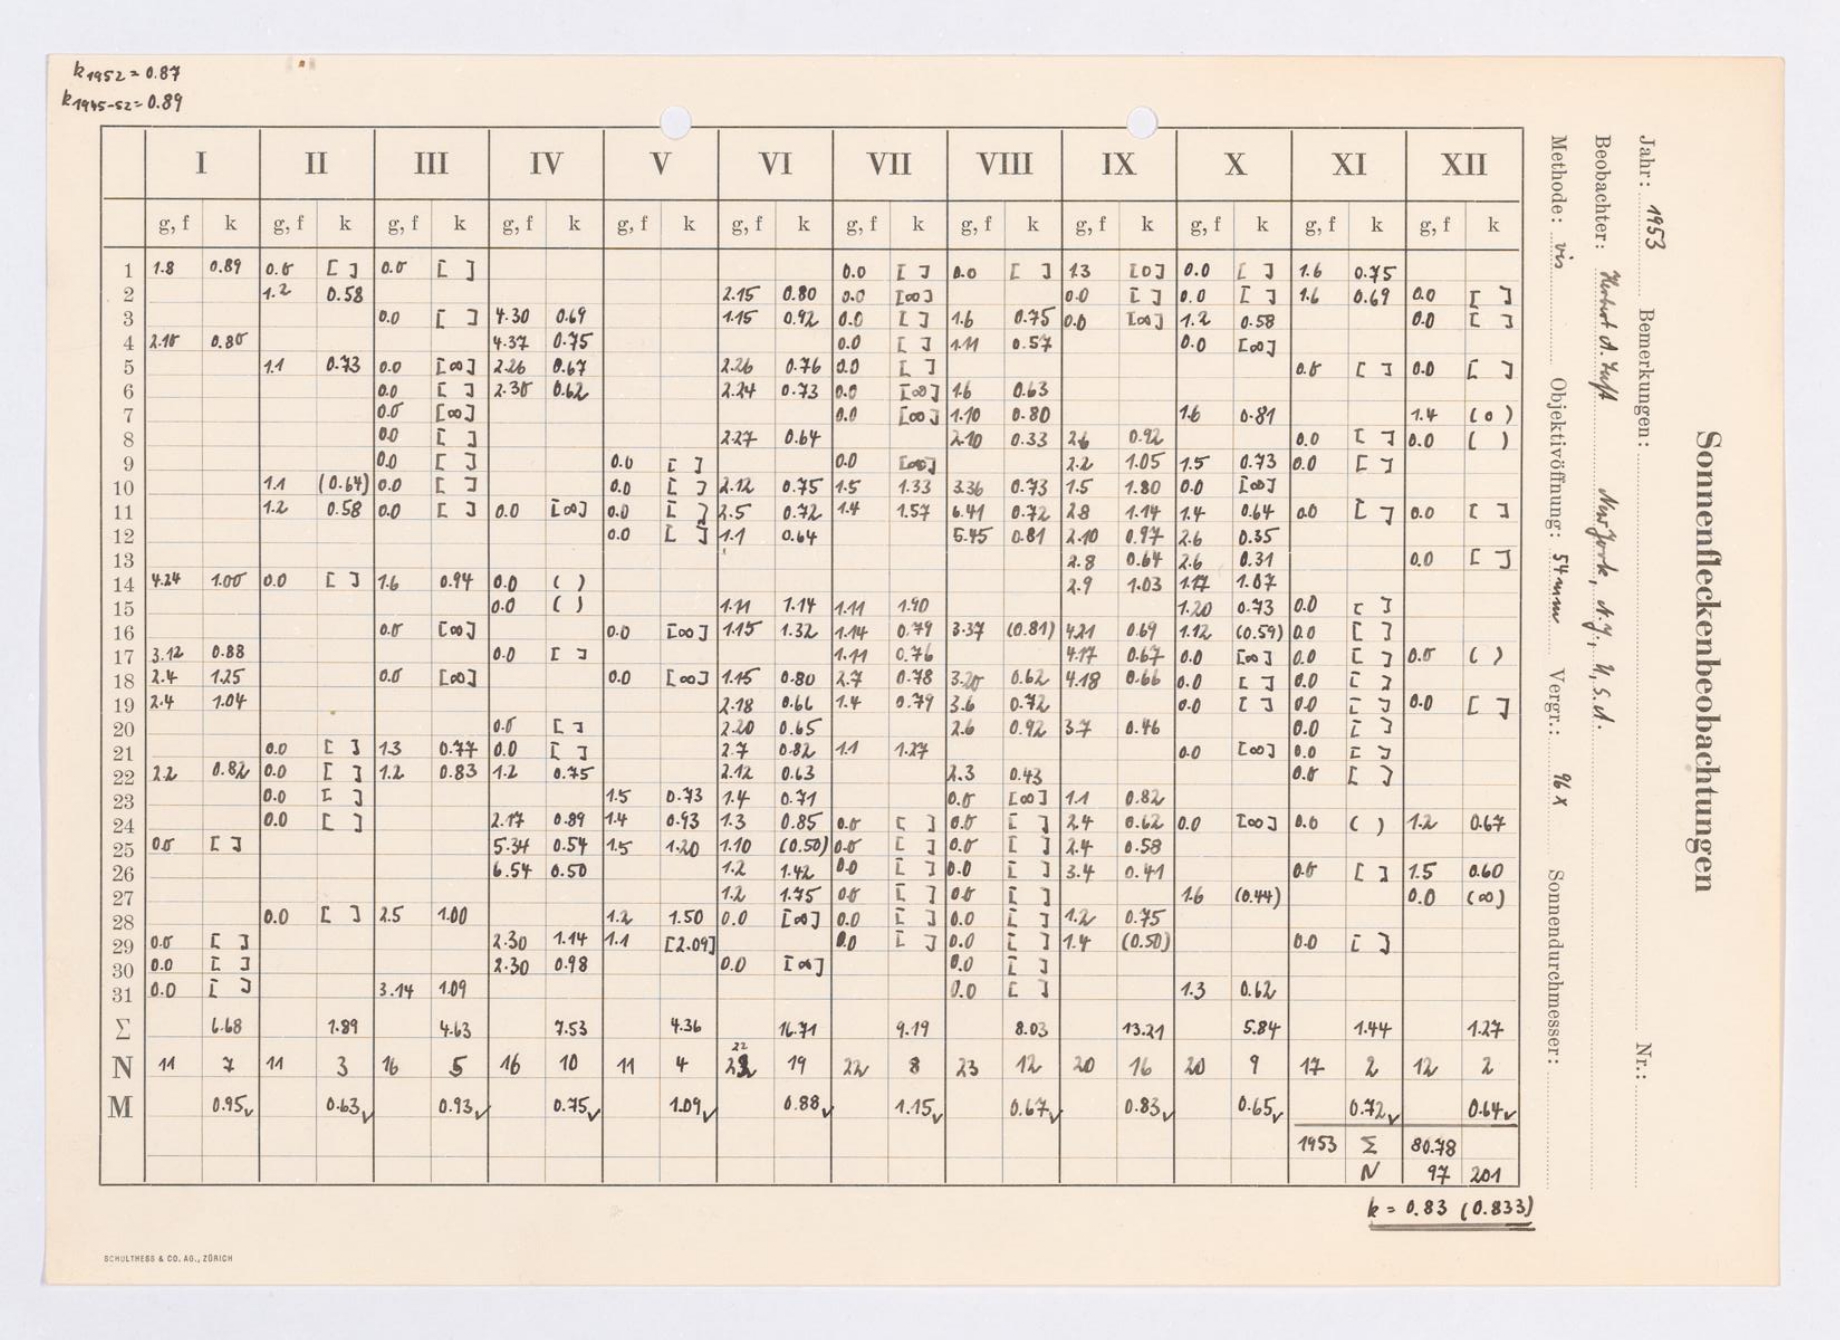 k1952 = 0.87
k1945-52 = 0.89
I II III IV V VI VII VIII IX X XI XII
g, f k g, f k g, f k g, f k g, f k g, f k g, f k g, f k g, f k g, f k g, f k g, f k
1 1.8 0.89 0.0 [ ] 0.0 [ ] 0.0 [ ] 0.0 [ ] 1.3 [0] 0.0 [ ] 1.6 0.75
2 1.2 0.58 2.15 0.80 0.0 [∞] 0.0 [ ] 0.0 [ ] 1.6 0.69 0.0 [ ]
3 0.0 [ ] 4.30 0.69 1.15 0.92 0.0 [ ] 1.6 0.75 0.0 [∞] 1.2 0.58 0.0 [ ]
4 2.10 0.80 4.37 0.75 0.0 [ ] 1.11 0.57 0.0 [∞]
5 1.1 0.73 0.0 [∞] 2.26 0.67 2.26 0.76 0.0 [ ] 0.0 [ ] 0.0 [ ]
6 0.0 [ ] 2.30 0.62 2.24 0.73 0.0 [∞] 1.6 0.63
7 0.0 [∞] 0.0 [∞] 1.10 0.80 1.6 0.81 1.4 (0)
8 0.0 [ ] 2.27 0.64 2.10 0.33 2.6 0.92 0.0 [ ] 0.0 ( )
9 0.0 [ ] 0.0 [ ] 0.0 [∞] 2.2 1.05 1.5 0.73 0.0 [ ]
10 1.1 (0.64) 0.0 [ ] 0.0 [ ] 2.12 0.75 1.5 1.33 3.36 0.73 1.5 1.80 0.0 [∞]
11 1.2 0.58 0.0 [ ] 0.0 [∞] 0.0 [ ] 2.5 0.72 1.4 1.57 6.41 0.72 2.8 1.14 1.4 0.64 0.0 [ ] 0.0 [ ]
12 0.0 [ ] 1.1 0.64 5.45 0.81 2.10 0.97 2.6 0.35
13 2.8 0.64 2.6 0.31 0.0 [ ]
14 4.24 1.00 0.0 [ ] 1.6 0.94 0.0 ( ) 2.9 1.03 1.17 1.07
15 0.0 ( ) 1.11 1.14 1.11 1.90 1.20 0.73 0.0 [ ]
16 0.0 [∞] 0.0 [∞] 1.15 1.32 1.14 0.79 3.37 (0.81) 4.21 0.69 1.12 (0.59) 0.0 [ ]
17 3.12 0.88 0.0 [ ] 1.11 0.76 4.17 0.67 0.0 [∞] 0.0 [ ] 0.0 ( )
18 2.4 1.25 0.0 [∞] 0.0 [∞] 1.15 0.80 2.7 0.78 3.20 0.62 4.18 0.66 0.0 [ ] 0.0 [ ]
19 2.4 1.04 2.18 0.66 1.4 0.79 3.6 0.72 0.0 [ ] 0.0 [ ] 0.0 [ ]
20 0.0 [ ] 2.20 0.65 2.6 0.92 3.7 0.46 0.0 [ ]
21 0.0 [ ] 1.3 0.77 0.0 [ ] 2.7 0.82 1.1 1.27 0.0 [∞] 0.0 [ ]
22 2.2 0.82 0.0 [ ] 1.2 0.83 1.2 0.75 2.12 0.63 2.3 0.43 0.0 [ ]
23 0.0 [ ] 1.5 0.73 1.4 0.71 0.0 [∞] 1.1 0.82
24 0.0 [ ] 2.17 0.89 1.4 0.93 1.3 0.85 0.0 [ ] 0.0 [ ] 2.4 0.62 0.0 [∞] 0.0 ( ) 1.2 0.67
25 0.0 [ ] 5.34 0.54 1.5 1.20 1.10 (0.50) 0.0 [ ] 0.0 [ ] 2.4 0.58
26 6.54 0.50 1.2 1.42 0.0 [ ] 0.0 [ ] 3.4 0.41 0.0 [ ] 1.5 0.60
27 1.2 1.75 0.0 [ ] 0.0 [ ] 1.6 (0.44) 0.0 (∞)
28 0.0 [ ] 2.5 1.00 1.2 1.50 0.0 [∞] 0.0 [ ] 0.0 [ ] 1.2 0.75
29 0.0 [ ] 2.30 1.14 1.1 [2.09] 0.0 [ ] 0.0 [ ] 1.4 (0.50) 0.0 [ ]
30 0.0 [ ] 2.30 0.98 0.0 [∞] 0.0 [ ]
31 0.0 [ ] 3.14 1.09 0.0 [ ] 1.3 0.62
Σ 6.68 1.89 4.63 7.53 4.36 16.71 9.19 8.03 13.21 5.84 1.44 1.27
22
N 11 7 11 3 16 5 16 10 11 4 19 22 8 23 12 20 16 20 9 17 2 12 2
M 0.95✓ 0.63✓ 0.93✓ 0.75✓ 1.09✓ 0.88✓ 1.15✓ 0.67✓ 0.83✓ 0.65✓ 0.72✓ 0.64✓
1953 Σ 80.78
N 97 201
k = 0.83 (0.833)
SCHULTHESS & CO. AG., ZÜRICH
Sonnenfleckenbeobachtungen
Jahr: 1953 Bemerkungen: Nr.:
Beobachter: Herbert A. Luft New York, N.Y., U.S.A.
Methode: vis Objektivöffnung: 54 mm Vergr.: 96 x Sonnendurchmesser: